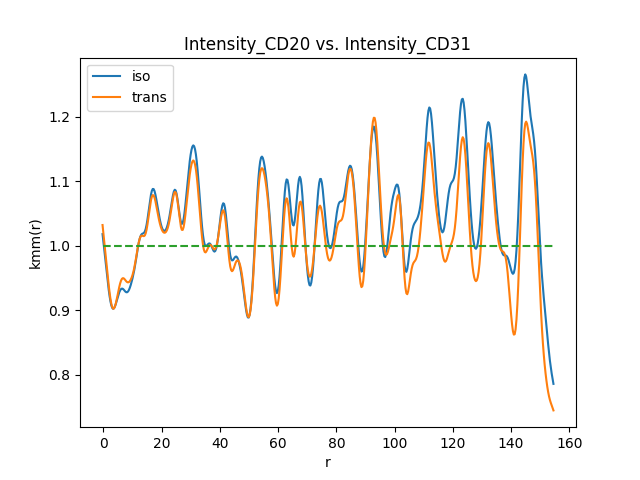 Intensity_CD20 vs. Intensity_CD31
iso
trans
kmm(r)
1.2
1.1
1.0
0.9
0.8
0 20 40 60 80 100 120 140 160
r